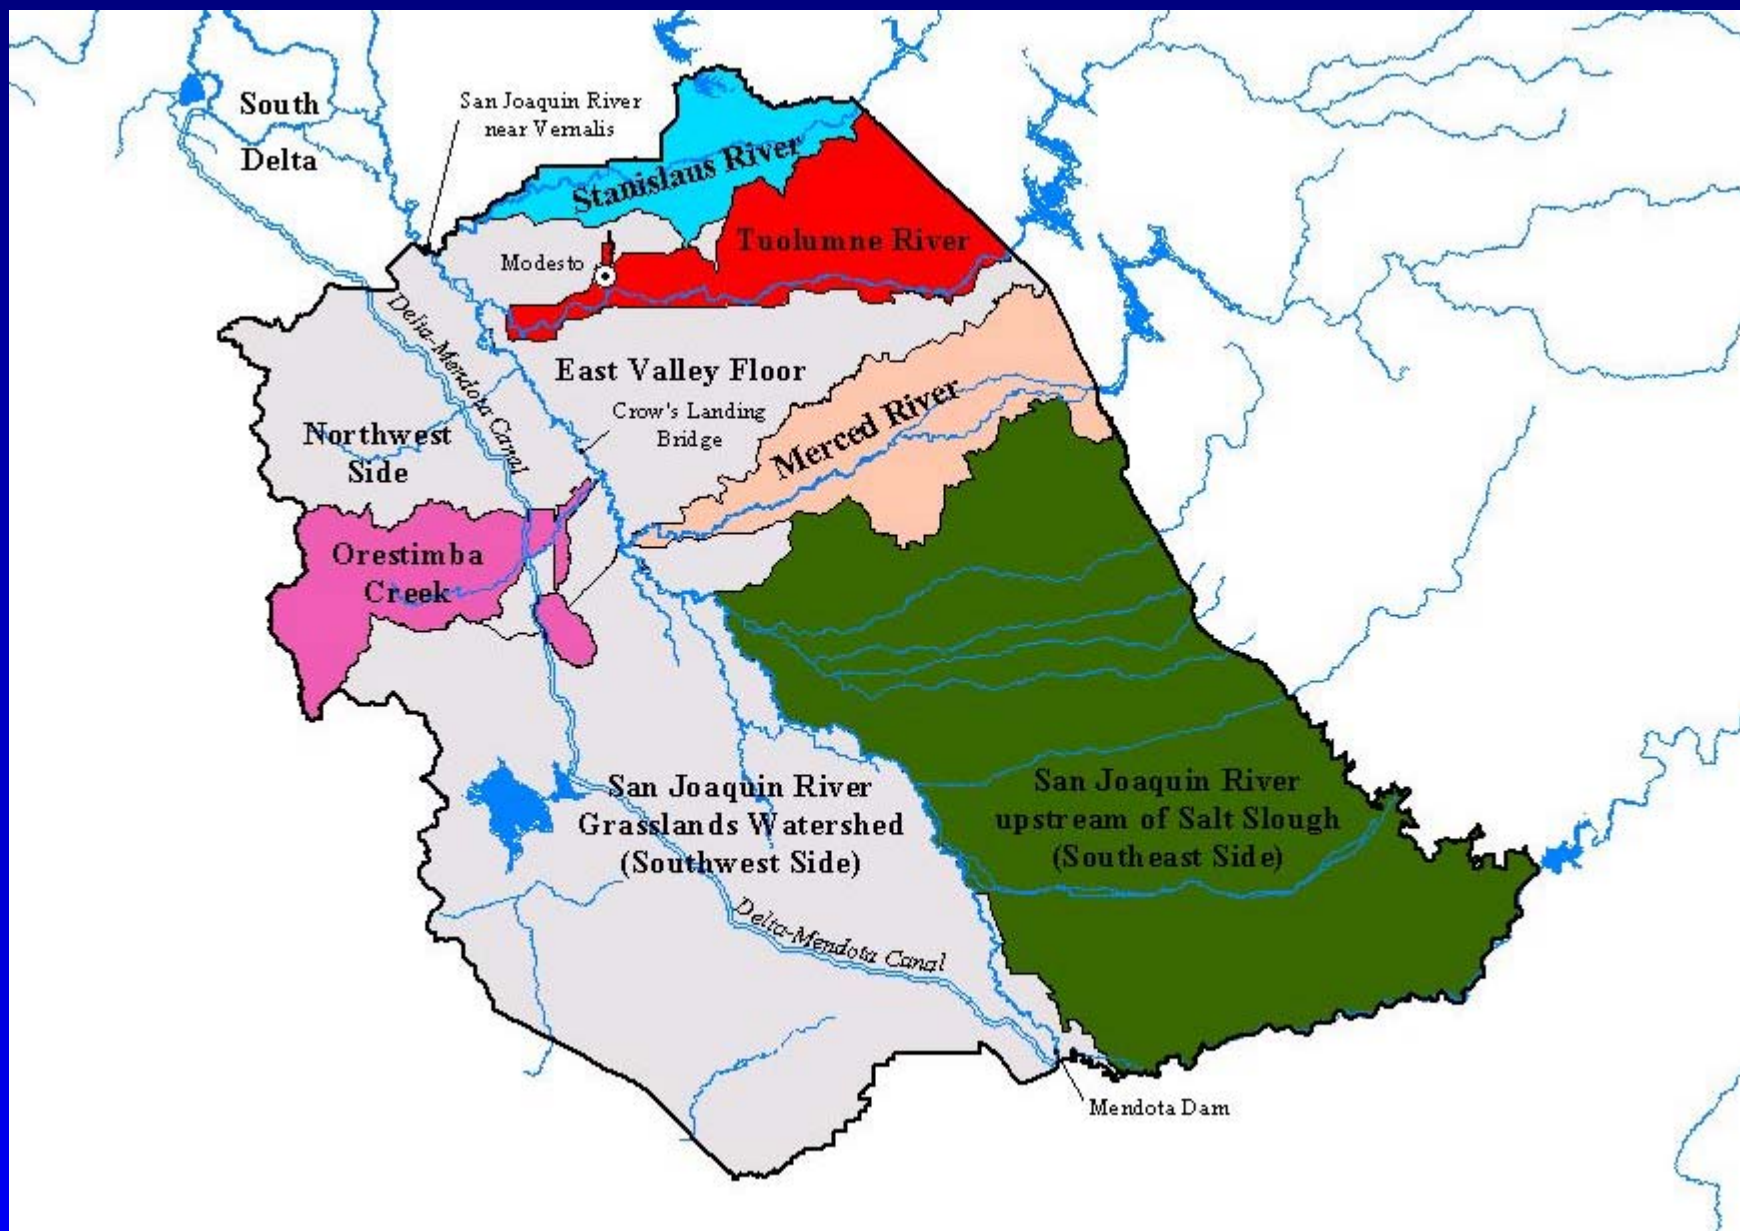 South
Delta
San Joaquin River
near Vernalis
Stanislaus River
Tuolumne River
Modesto
Delta-Mendota Canal
East Valley Floor
Crow's Landing
Bridge
Merced River
Northwest
Side
Orestimba
Creek
San Joaquin River
Grasslands Watershed
(Southwest Side)
San Joaquin River
upstream of Salt Slough
(Southeast Side)
Delta-Mendota Canal
Mendota Dam